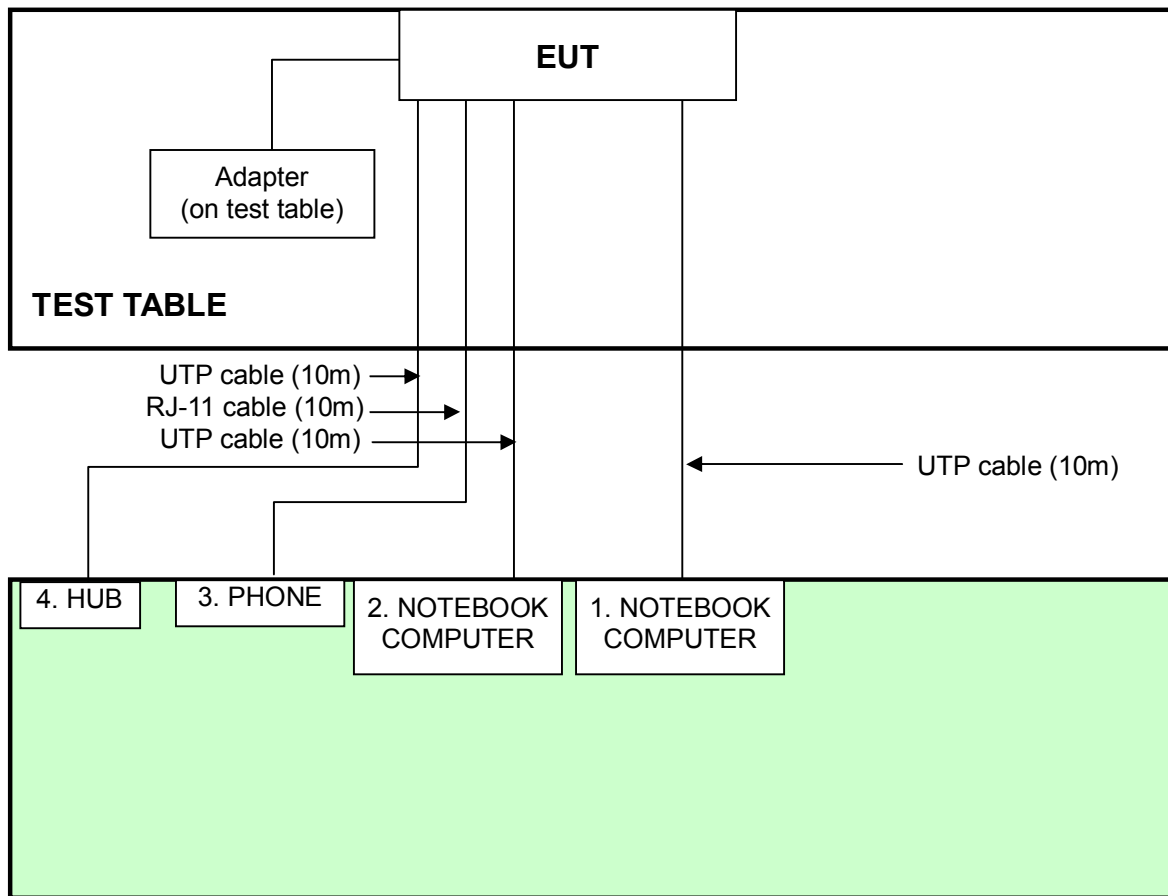 EUT
Adapter
(on test table)
TEST TABLE
UTP cable (10m)
RJ-11 cable (10m)
UTP cable (10m)
UTP cable (10m)
4. HUB
3. PHONE
2. NOTEBOOK
COMPUTER
1. NOTEBOOK
COMPUTER